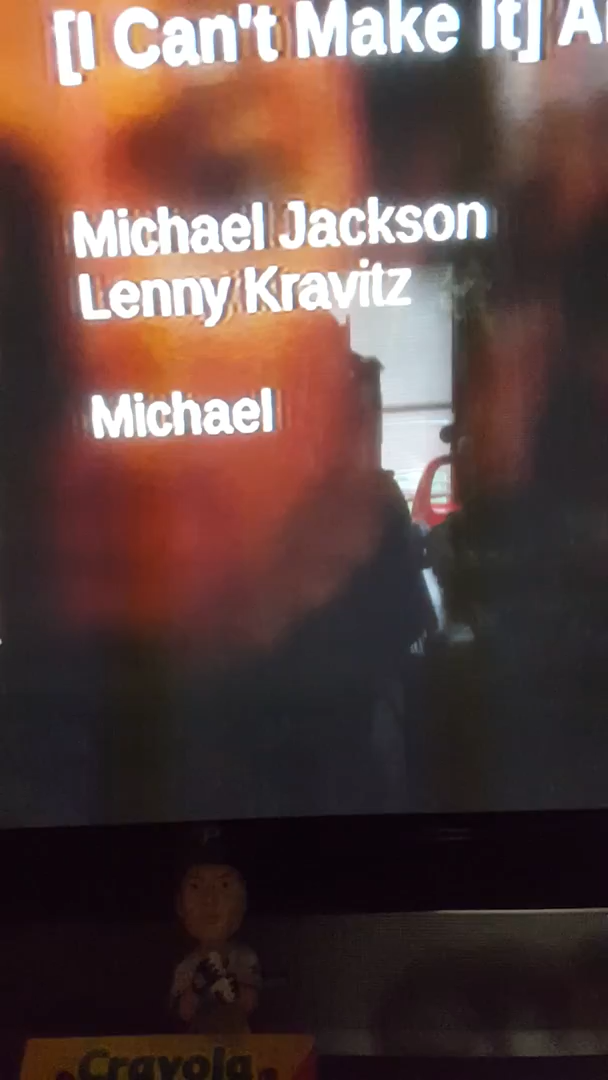 [I Can't Make It] A
Michael Jackson
Lenny Kravitz
Michael
Crayola